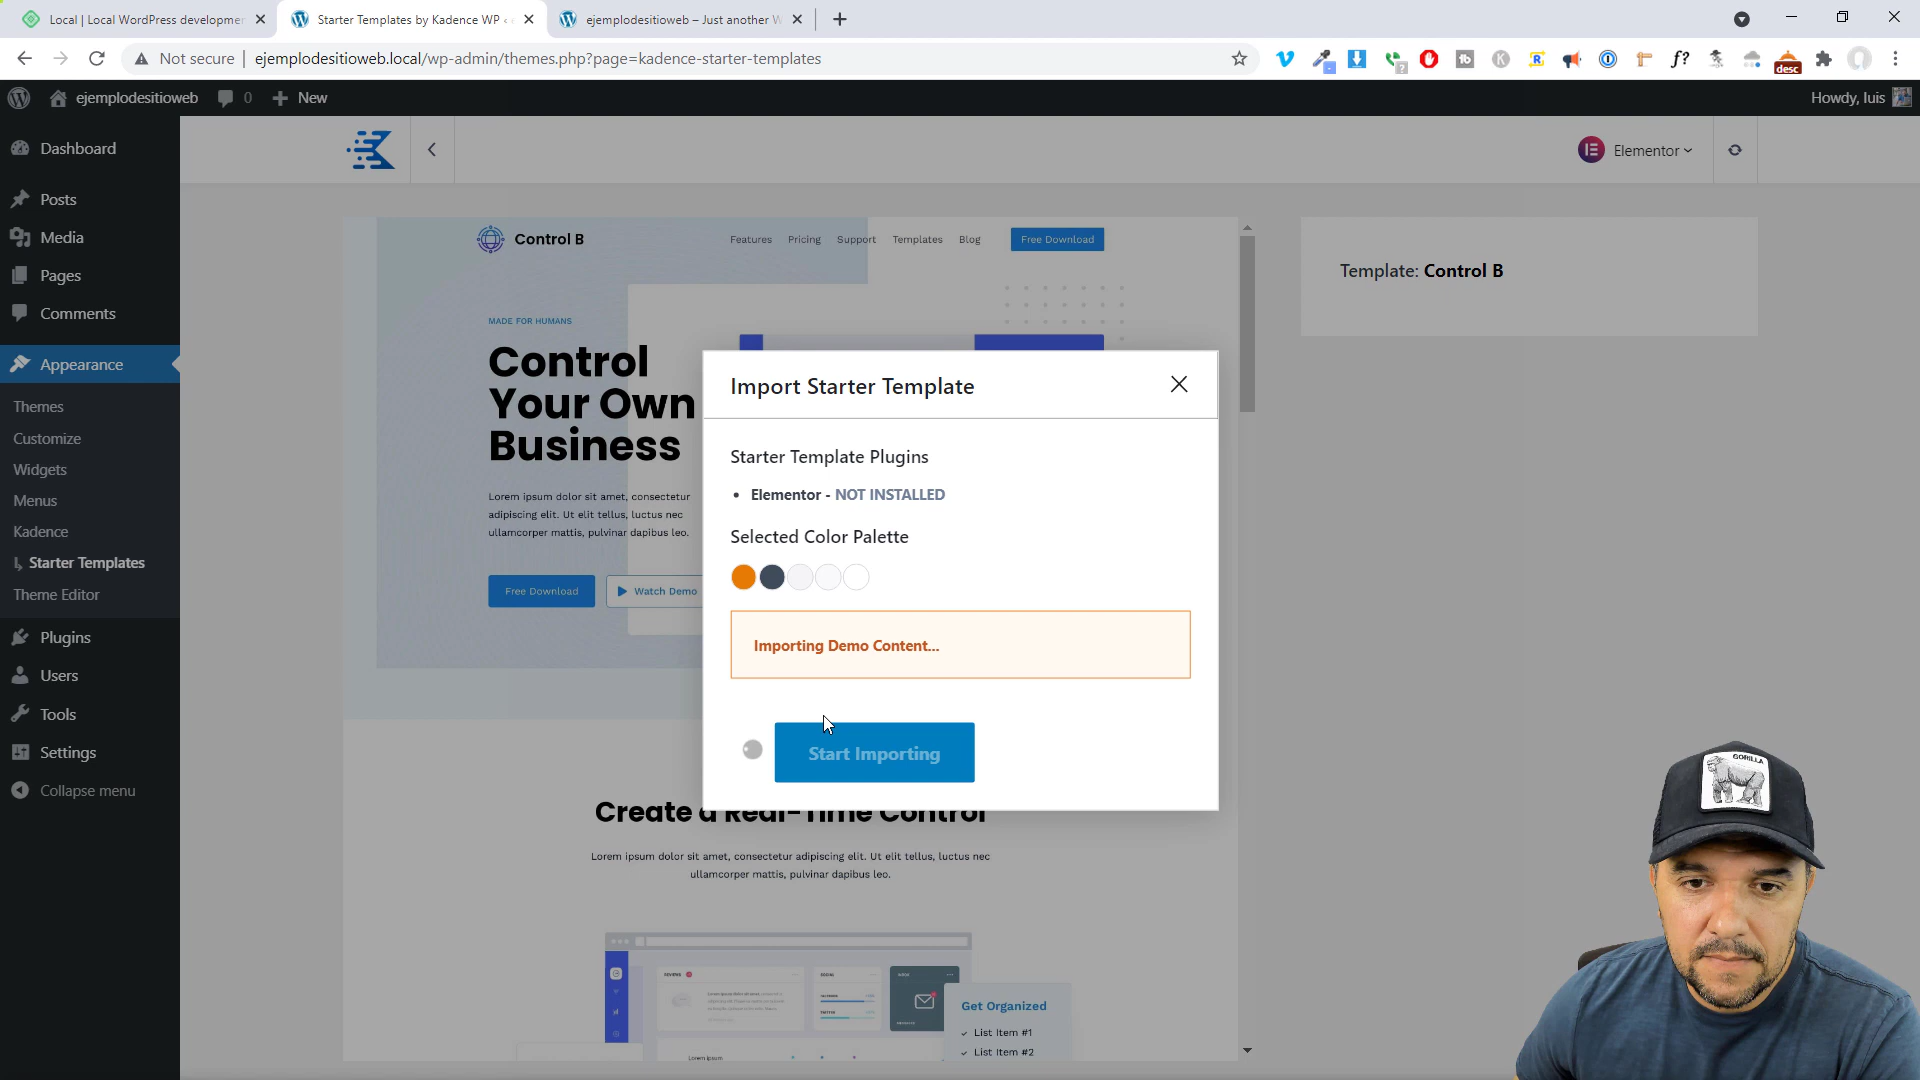 Local | Local WordPress developmen
Starter Templates by Kadence WP ‹ e
ejemplodesitioweb – Just another W
Not secure
ejemplodesitioweb.local/wp-admin/themes.php?page=kadence-starter-templates
f?
desc
ejemplodesitioweb
0
New
Howdy, luis
Dashboard
Posts
Media
Pages
Comments
Appearance
Themes
Customize
Widgets
Menus
Kadence
Starter Templates
Theme Editor
Plugins
Users
Tools
Settings
Collapse menu
Elementor
Control B
Features Pricing Support Templates Blog Free Download
MADE FOR HUMANS
Control
Your Own
Business
Lorem ipsum dolor sit amet, consectetur
adipiscing elit. Ut elit tellus, luctus nec
ullamcorper mattis, pulvinar dapibus leo.
Free Download
Watch Demo
Template: Control B
Import Starter Template
Starter Template Plugins
• Elementor - NOT INSTALLED
Selected Color Palette
Importing Demo Content...
Start Importing
Create a Real-Time Control
Lorem ipsum dolor sit amet, consectetur adipiscing elit. Ut elit tellus, luctus nec
ullamcorper mattis, pulvinar dapibus leo.
REVIEWS
Get Organized
List Item #1
List Item #2
Lorem ipsum
GORILLA